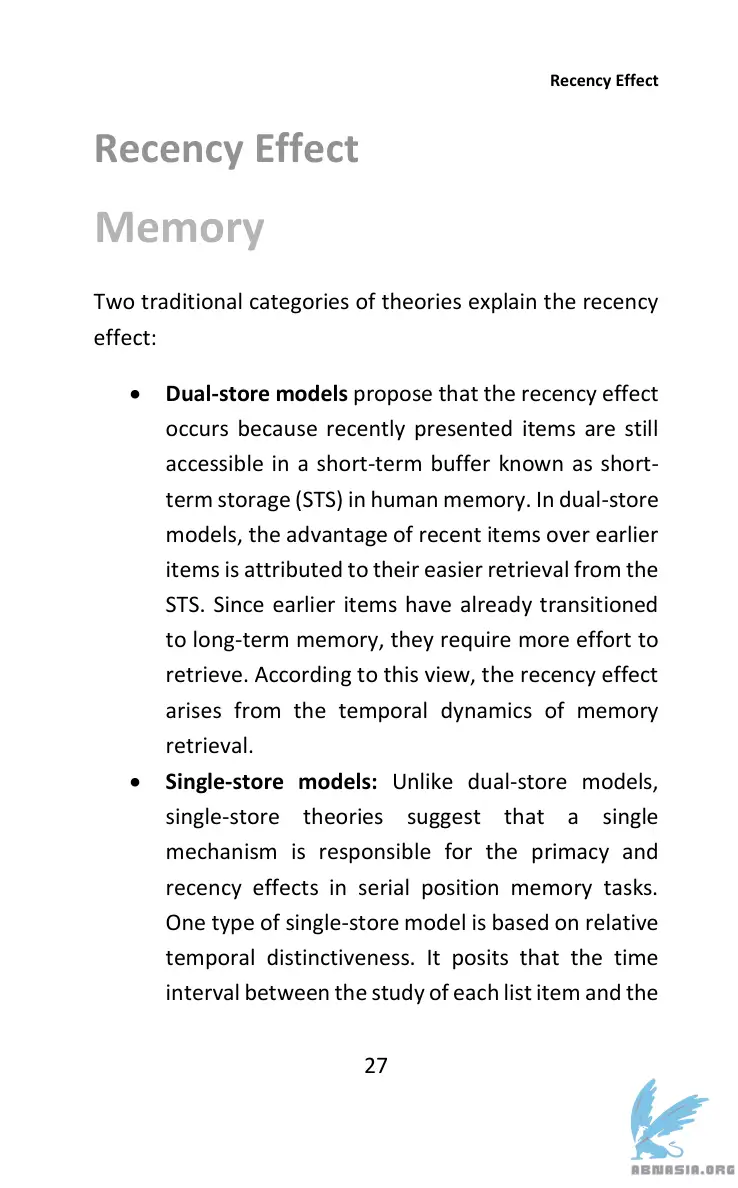 Recency Effect
Recency Effect
Memory
Two traditional categories of theories explain the recency
effect:
• Dual-store models propose that the recency effect
occurs because recently presented items are still
accessible in a short-term buffer known as short-
term storage (STS) in human memory. In dual-store
models, the advantage of recent items over earlier
items is attributed to their easier retrieval from the
STS. Since earlier items have already transitioned
to long-term memory, they require more effort to
retrieve. According to this view, the recency effect
arises from the temporal dynamics of memory
retrieval.
• Single-store models: Unlike dual-store models,
single-store theories suggest that a single
mechanism is responsible for the primacy and
recency effects in serial position memory tasks.
One type of single-store model is based on relative
temporal distinctiveness. It posits that the time
interval between the study of each list item and the
27
ABNASIA.ORG